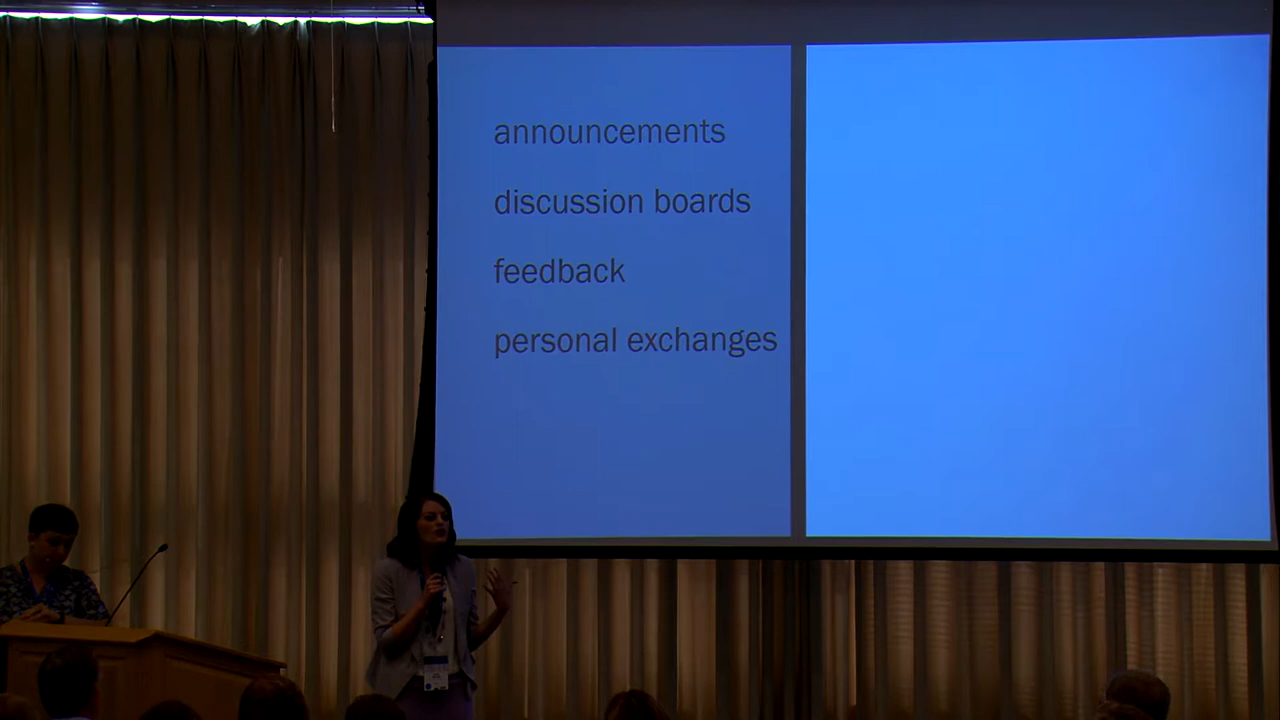 announcements
discussion boards
feedback
personal exchanges